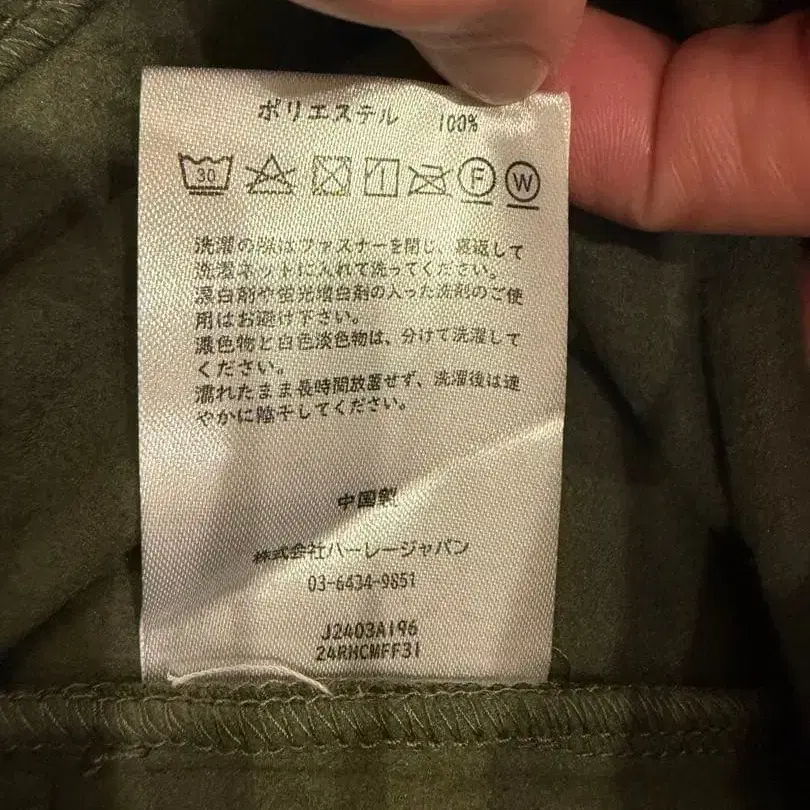 ポリエステル 100%
30 F W
洗濯の際はファスナーを閉じ、裏返して
洗濯ネットに入れて洗ってください。
漂白剤や蛍光増白剤の入った洗剤のご使
用はお避け下さい。
濃色物と白色淡色物は、分けて洗濯して
ください。
濡れたまま長時間放置せず、洗濯後は速
やかに陰干してください。
中国製
株式会社ハーレージャパン
03-6434-9851
J2403A196
24RHCMFF31